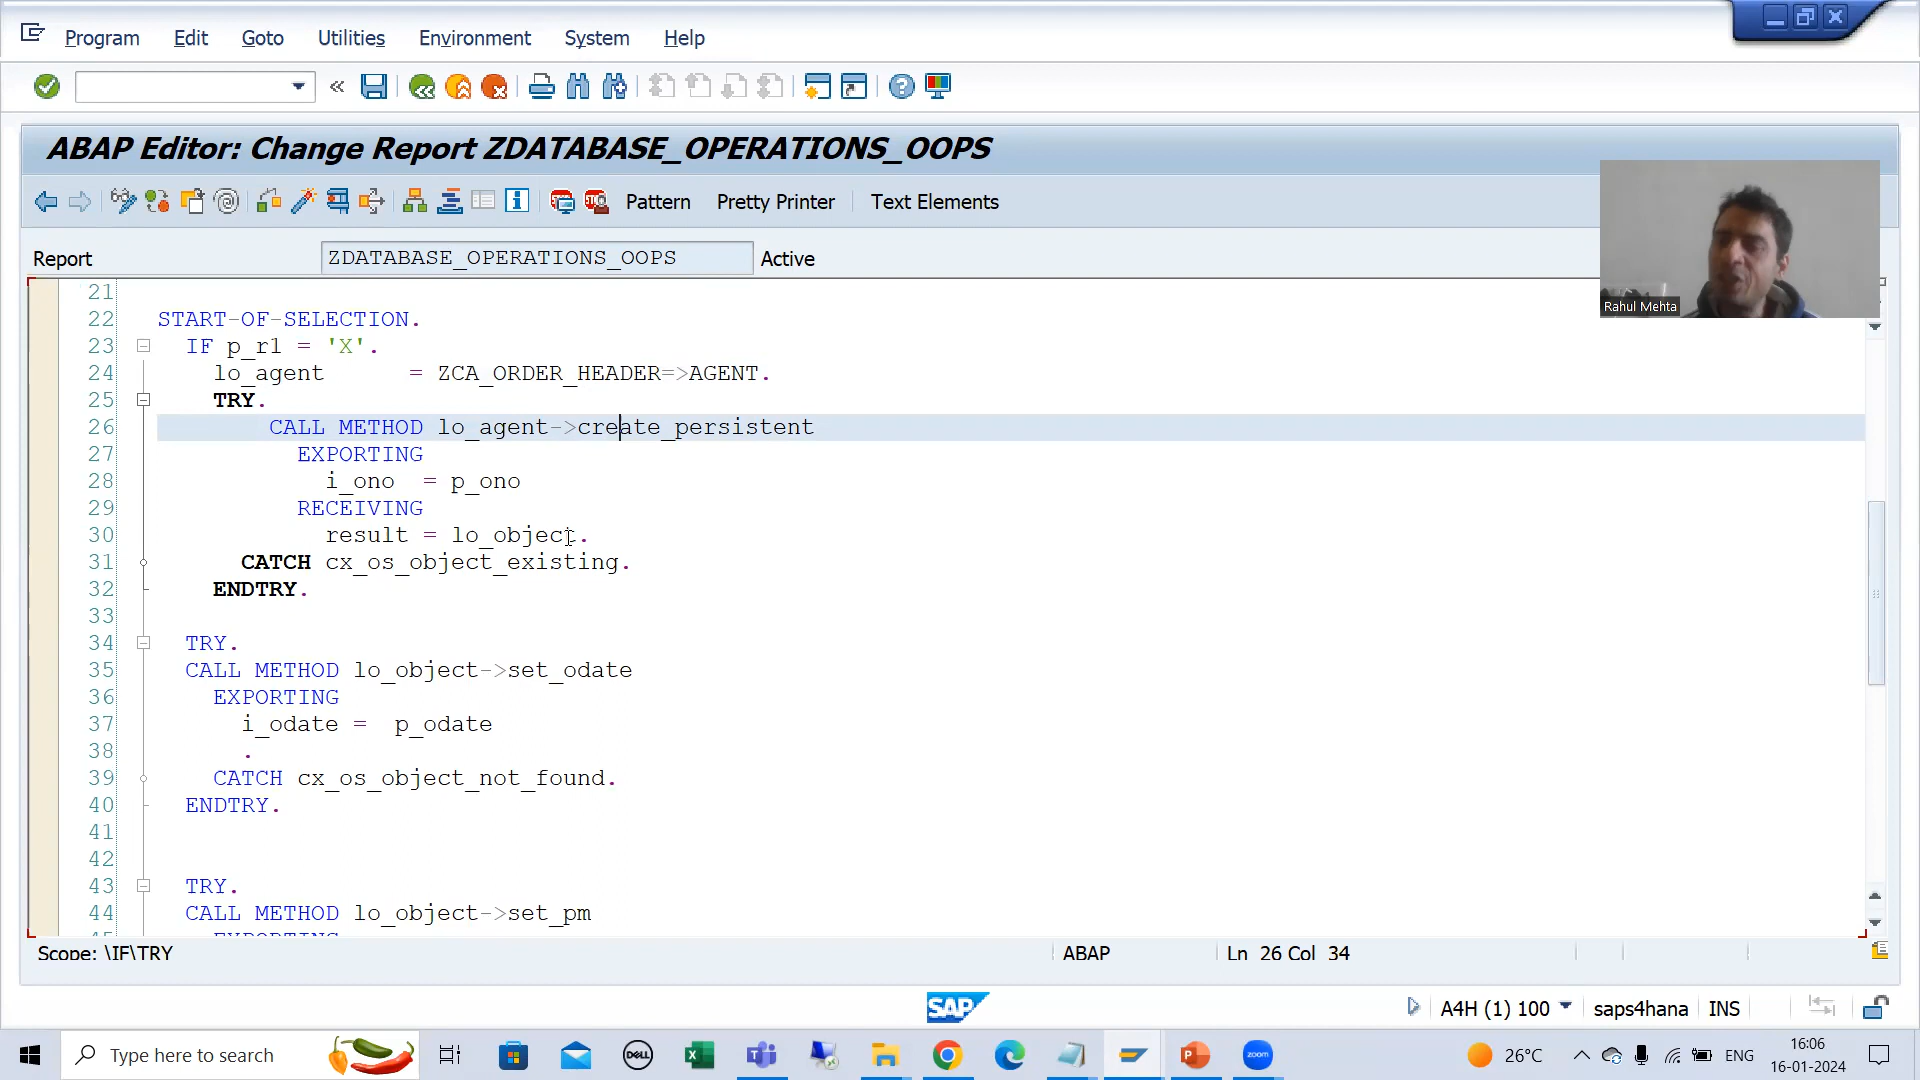 Program Edit Goto Utilities Environment System Help
ABAP Editor: Change Report ZDATABASE_OPERATIONS_OOPS
Pattern Pretty Printer Text Elements
Report ZDATABASE_OPERATIONS_OOPS Active
Rahul Mehta
21
22 START-OF-SELECTION.
23 IF p_r1 = 'X'.
24 lo_agent = ZCA_ORDER_HEADER=>AGENT.
25 TRY.
26 CALL METHOD lo_agent->create_persistent
27 EXPORTING
28 i_ono = p_ono
29 RECEIVING
30 result = lo_object.
31 CATCH cx_os_object_existing.
32 ENDTRY.
33
34 TRY.
35 CALL METHOD lo_object->set_odate
36 EXPORTING
37 i_odate = p_odate
38 .
39 CATCH cx_os_object_not_found.
40 ENDTRY.
41
42
43 TRY.
44 CALL METHOD lo_object->set_pm
Scope: \IF\TRY ABAP Ln 26 Col 34
SAP
A4H (1) 100 saps4hana INS
Type here to search DELL zoom 26°C ENG 16:06
16-01-2024